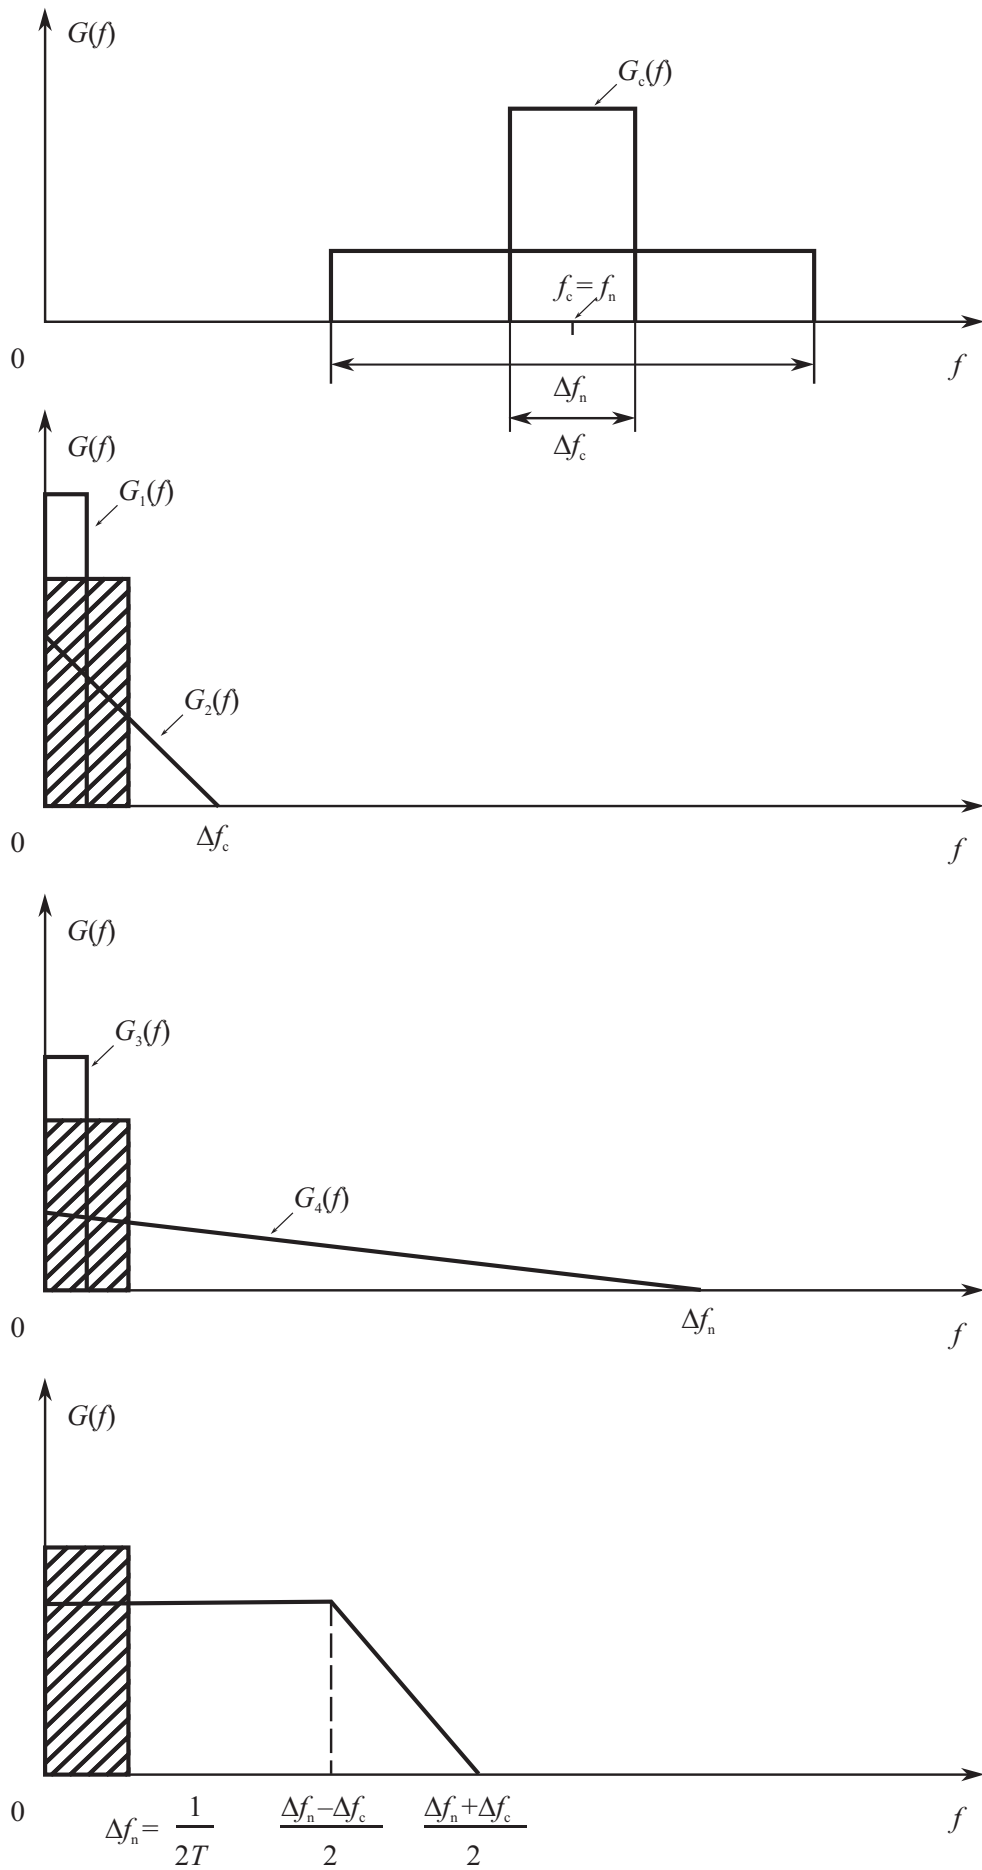 G(f)
G_c(f)
f_c = f_n
0
f
Δf_n
Δf_c
G(f)
G_1(f)
G_2(f)
0
Δf_c
f
G(f)
G_3(f)
G_4(f)
0
Δf_n
f
G(f)
0
Δf_n = 1/2T
Δf_n–Δf_c/2
Δf_n+Δf_c/2
f